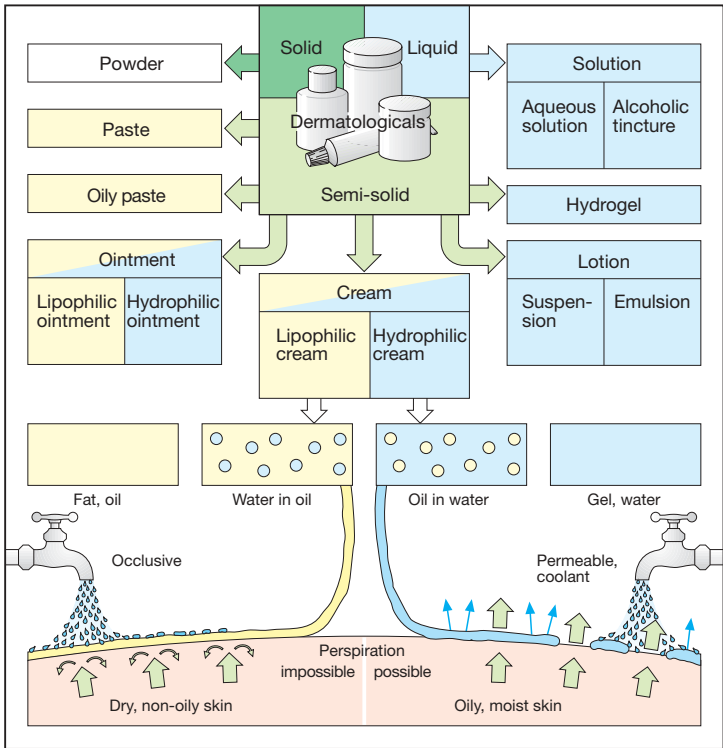 Solid
Liquid
Dermatologicals
Semi-solid
Powder
Paste
Oily paste
Ointment
Lipophilic
ointment
Hydrophilic
ointment
Cream
Lipophilic
cream
Hydrophilic
cream
Solution
Aqueous
solution
Alcoholic
tincture
Hydrogel
Lotion
Suspen-
sion
Emulsion
Fat, oil
Water in oil
Oil in water
Gel, water
Occlusive
Permeable,
coolant
Perspiration
impossible
possible
Dry, non-oily skin
Oily, moist skin